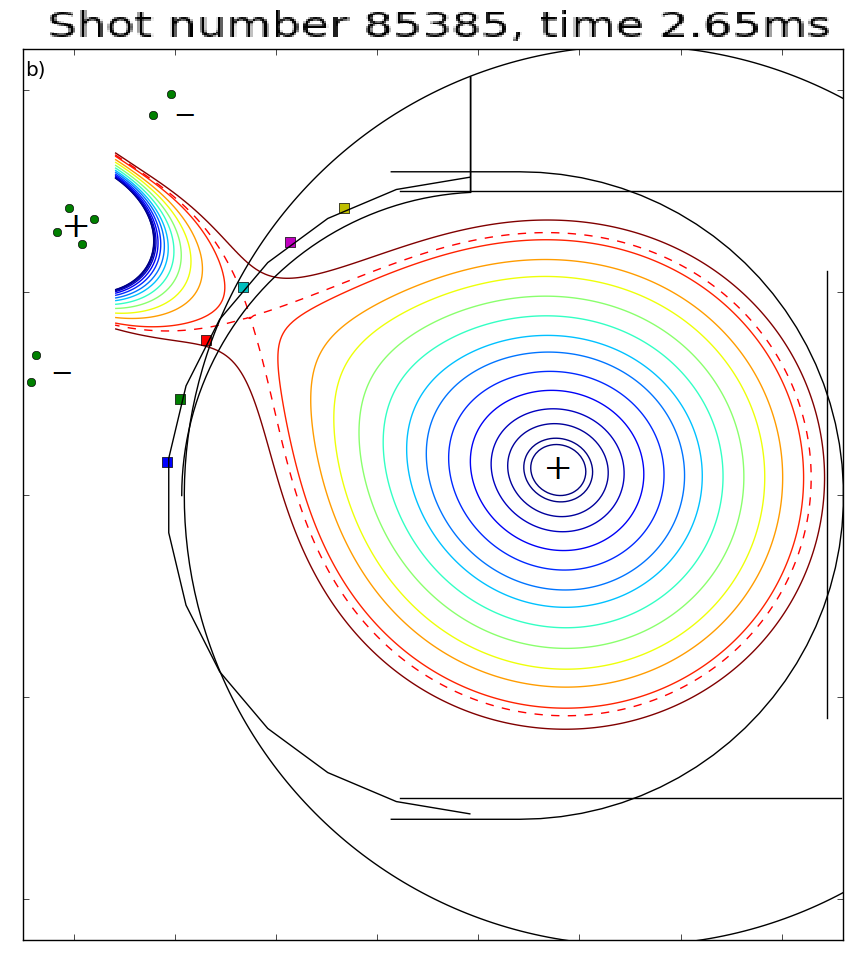 Shot number 85385, time 2.65ms
b)
−
+
−
+